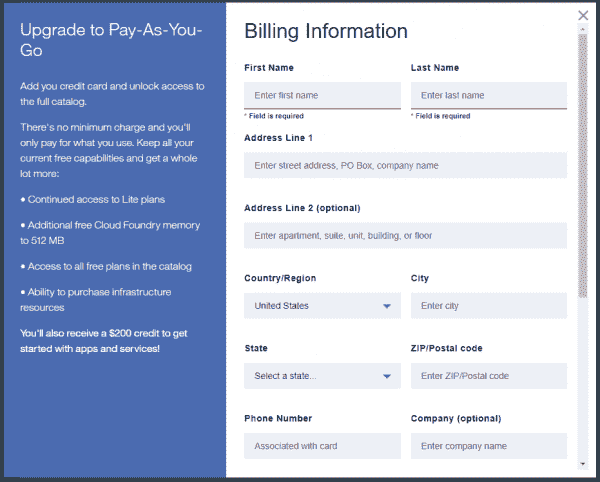 Upgrade to Pay-As-You-
Go
Add you credit card and unlock access to
the full catalog.
There's no minimum charge and you'll
only pay for what you use. Keep all your
current free capabilities and get a whole
lot more:
• Continued access to Lite plans
• Additional free Cloud Foundry memory
to 512 MB
• Access to all free plans in the catalog
• Ability to purchase infrastructure
resources
You'll also receive a $200 credit to get
started with apps and services!
Billing Information
First Name
Last Name
Enter first name
Enter last name
* Field is required
* Field is required
Address Line 1
Enter street address, PO Box, company name
Address Line 2 (optional)
Enter apartment, suite, unit, building, or floor
Country/Region
City
United States
Enter city
State
ZIP/Postal code
Select a state...
Enter ZIP/Postal code
Phone Number
Company (optional)
Associated with card
Enter company name